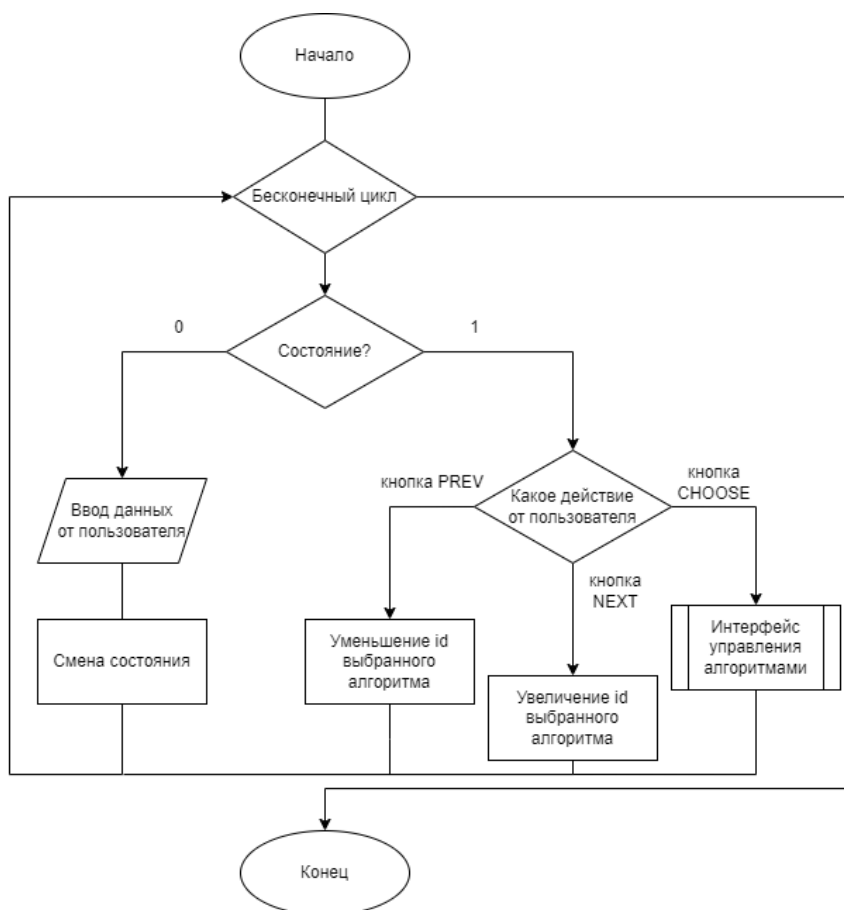 Начало
Бесконечный цикл
0
1
Состояние?
кнопка PREV
Какое действие
от пользователя
кнопка
CHOOSE
Ввод данных
от пользователя
кнопка
NEXT
Смена состояния
Уменьшение id
выбранного
алгоритма
Интерфейс
управления
алгоритмами
Увеличение id
выбранного
алгоритма
Конец